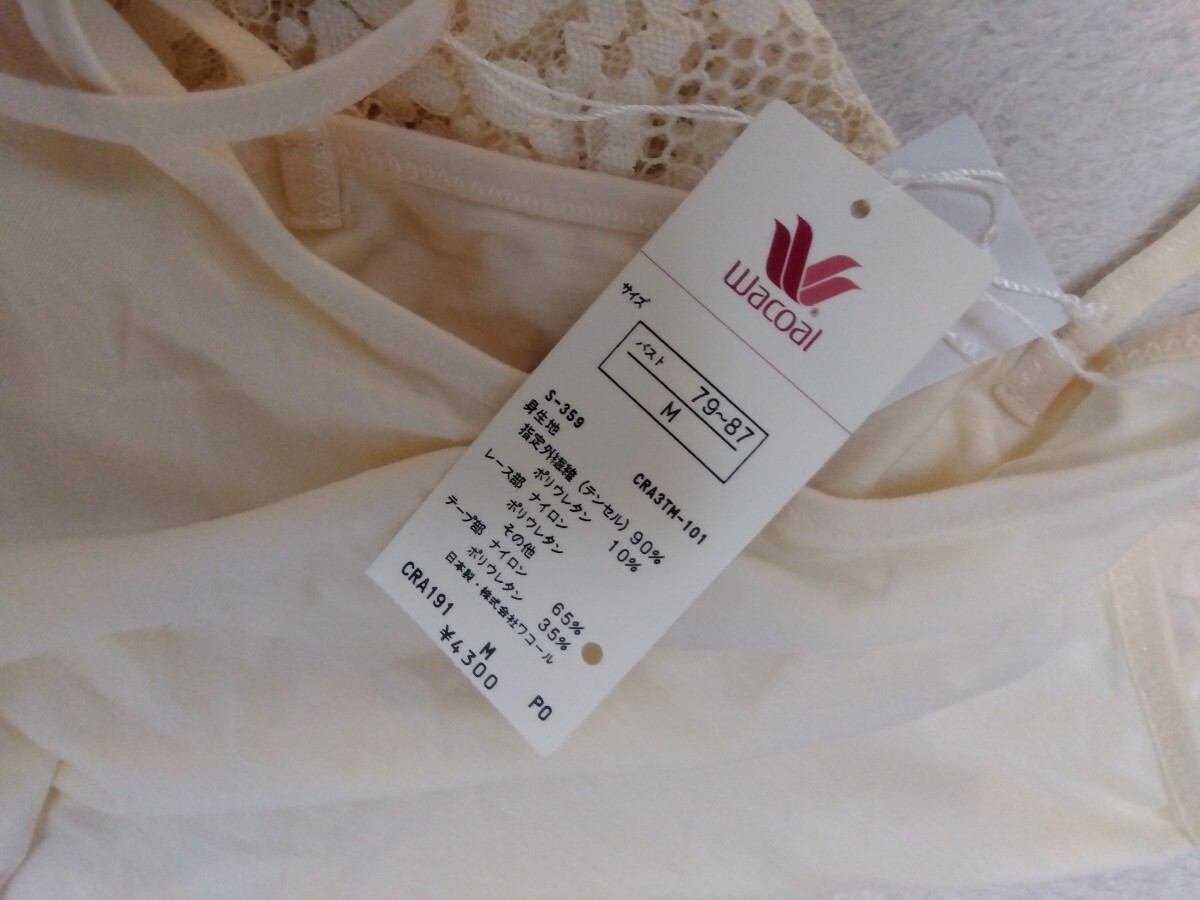 wacoal®
サイズ
バスト 79~87
M
S-359 CRA3TM-101
身生地
指定外繊維 (テンセル) 90%
ポリウレタン 10%
レース部 ナイロン
ポリウレタン
その他
テープ部 ナイロン 65%
ポリウレタン 35%
日本製・株式会社ワコール
CRA191 M
¥4300 PO